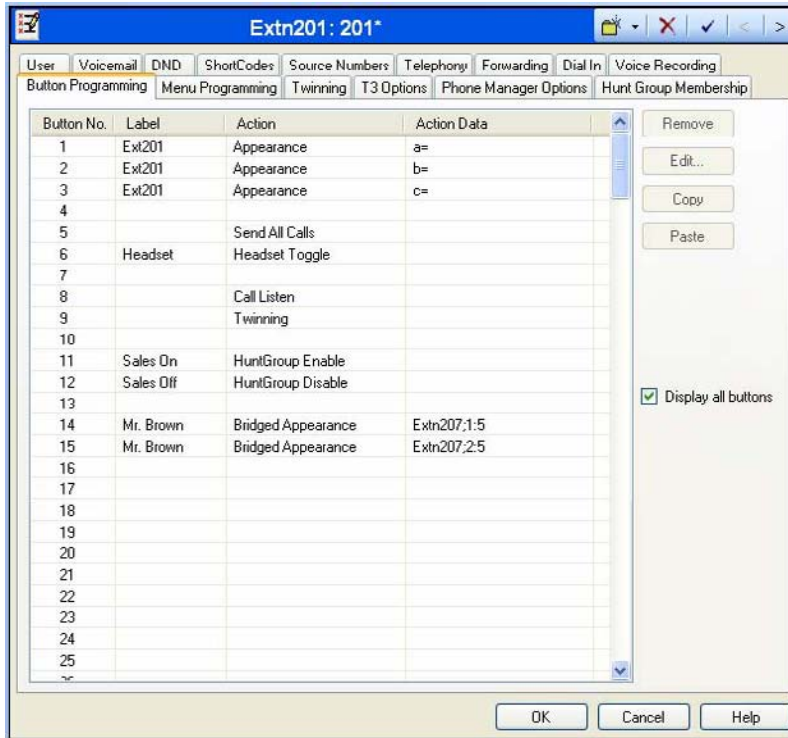 Extn201: 201*
User Voicemail DND ShortCodes Source Numbers Telephony Forwarding Dial In Voice Recording
Button Programming Menu Programming Twinning T3 Options Phone Manager Options Hunt Group Membership
Button No. Label Action Action Data
1 Ext201 Appearance a=
2 Ext201 Appearance b=
3 Ext201 Appearance c=
4
5 Send All Calls
6 Headset Headset Toggle
7
8 Call Listen
9 Twinning
10
11 Sales On HuntGroup Enable
12 Sales Off HuntGroup Disable
13
14 Mr. Brown Bridged Appearance Extn207;1:5
15 Mr. Brown Bridged Appearance Extn207;2:5
16
17
18
19
20
21
22
23
24
25
Remove
Edit...
Copy
Paste
Display all buttons
OK Cancel Help